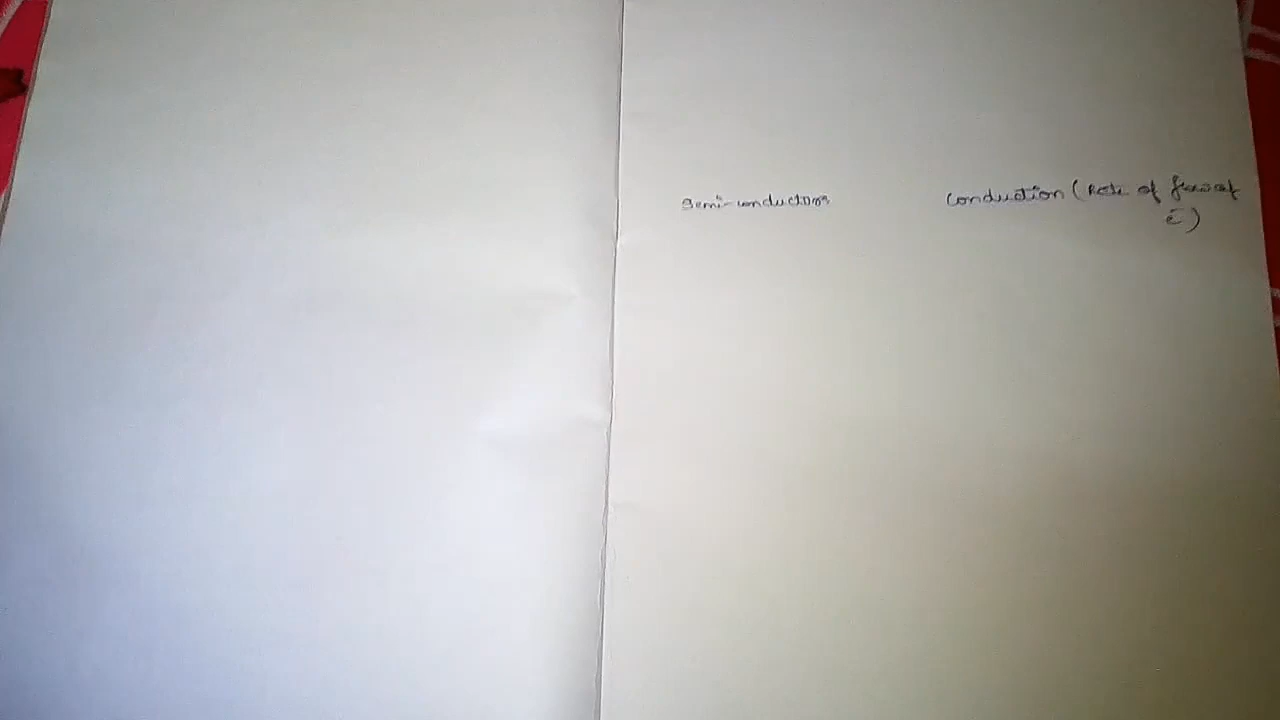 semi-conductors conduction (Rate of flow of
ē)